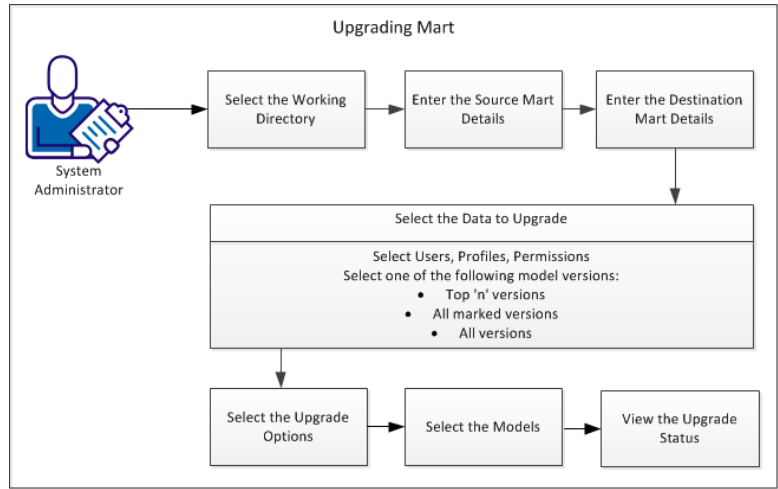 Upgrading Mart
System
Administrator
Select the Working
Directory
Enter the Source Mart
Details
Enter the Destination
Mart Details
Select the Data to Upgrade
Select Users, Profiles, Permissions
Select one of the following model versions:
• Top 'n' versions
• All marked versions
• All versions
Select the Upgrade
Options
Select the Models
View the Upgrade
Status